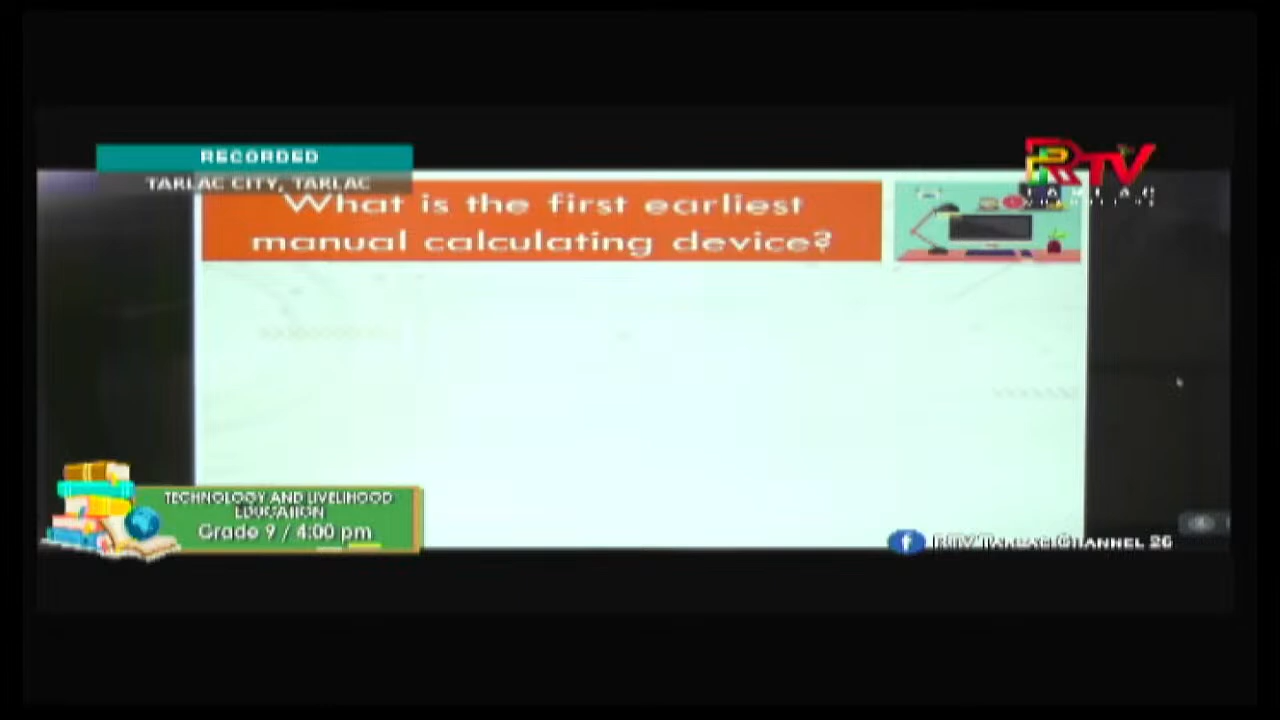 RECORDED
TARLAC CITY, TARLAC
RTV
TARLAC
What is the first earliest
manual calculating device?
TECHNOLOGY AND LIVELIHOOD
EDUCATION
Grade 9 / 4:00 pm
RTV TARLAC CHANNEL 26